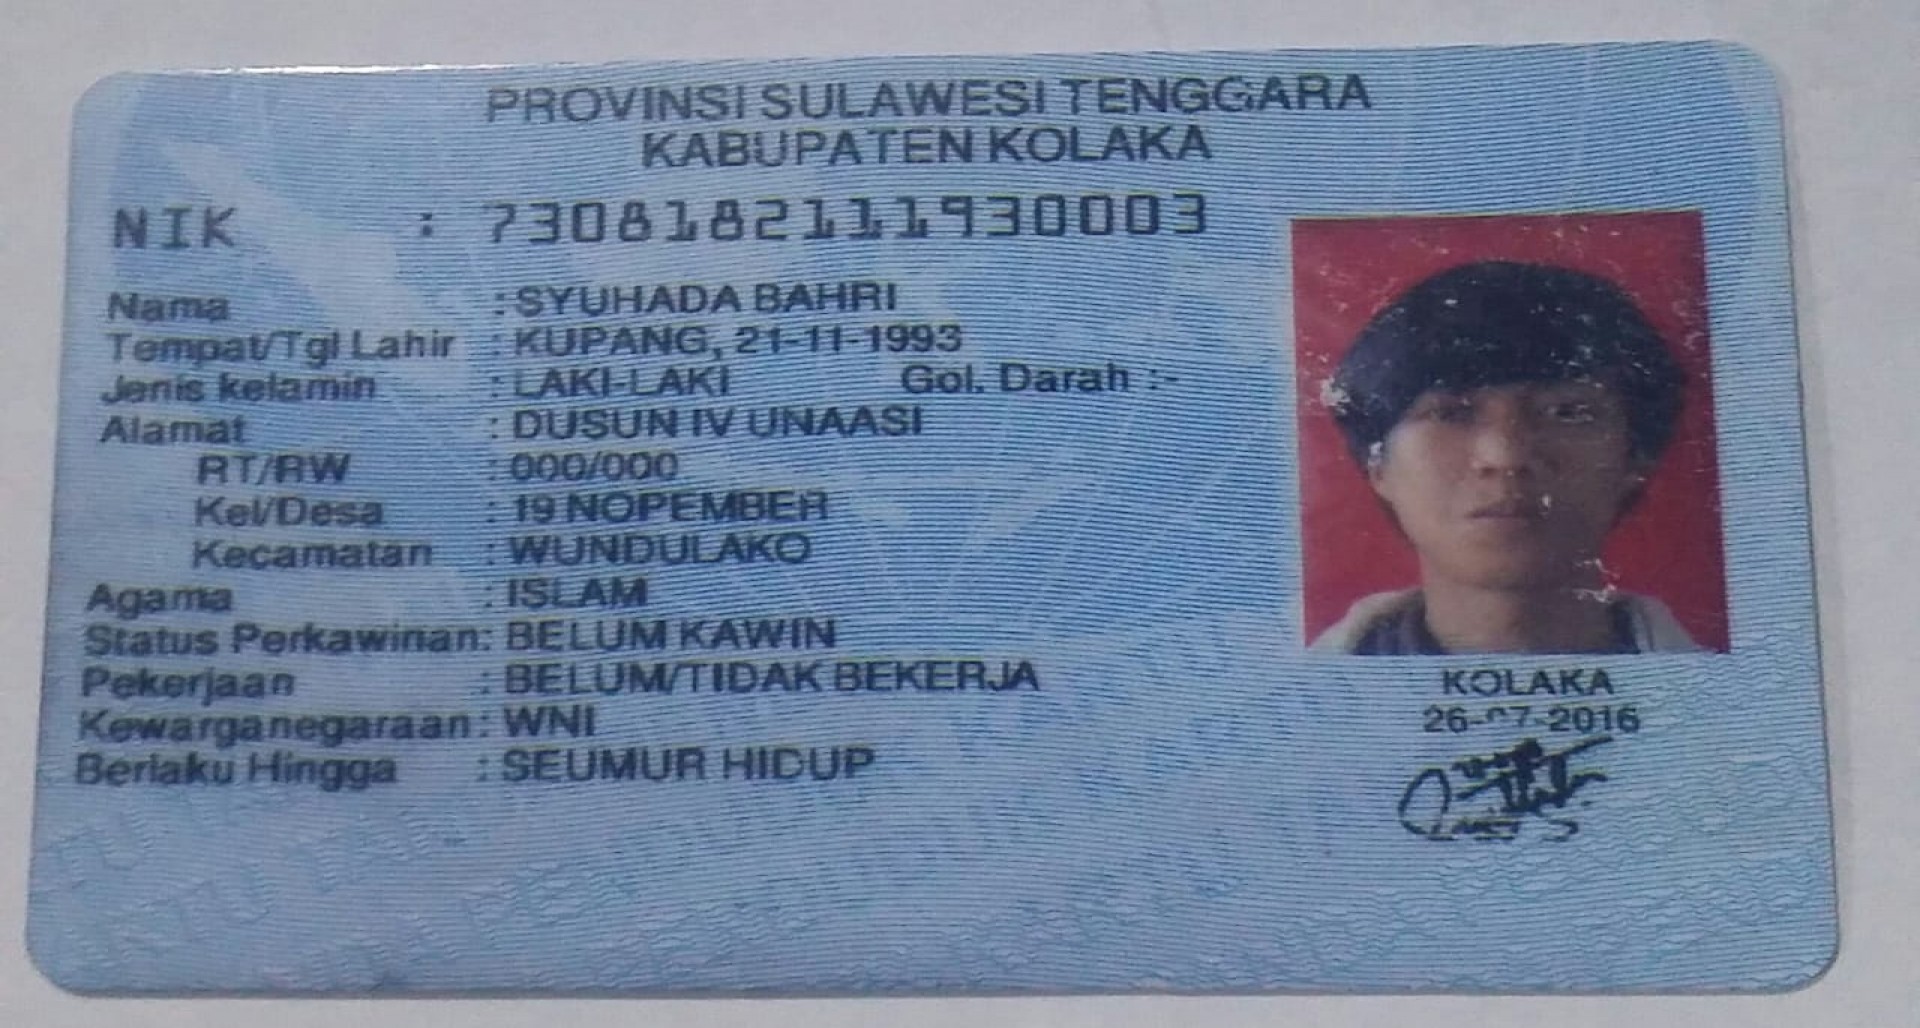 PROVINSI SULAWESI TENGGARA
KABUPATEN KOLAKA
NIK : 7308182111930003
Nama : SYUHADA BAHRI
Tempat/Tgl Lahir : KUPANG, 21-11-1993
Jenis kelamin : LAKI-LAKI Gol. Darah :-
Alamat : DUSUN IV UNAASI
RT/RW : 000/000
Kel/Desa : 19 NOPEMBER
Kecamatan : WUNDULAKO
Agama : ISLAM
Status Perkawinan: BELUM KAWIN
Pekerjaan : BELUM/TIDAK BEKERJA
Kewarganegaraan: WNI
Berlaku Hingga : SEUMUR HIDUP
KOLAKA
26-07-2016